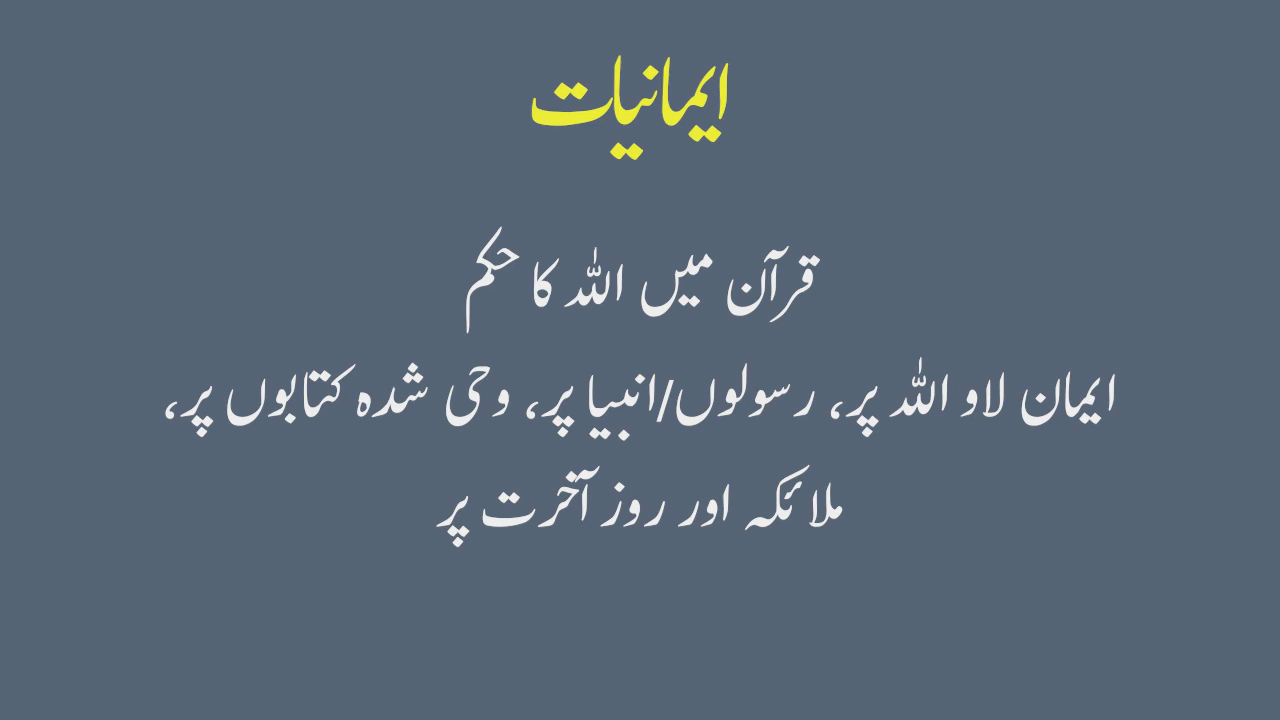 ایمانیات
قرآن میں اللہ کا حکم
ایمان لاو اللہ پر، رسولوں/انبیا پر، وحی شدہ کتابوں پر،
ملائکہ اور روز آخرت پر